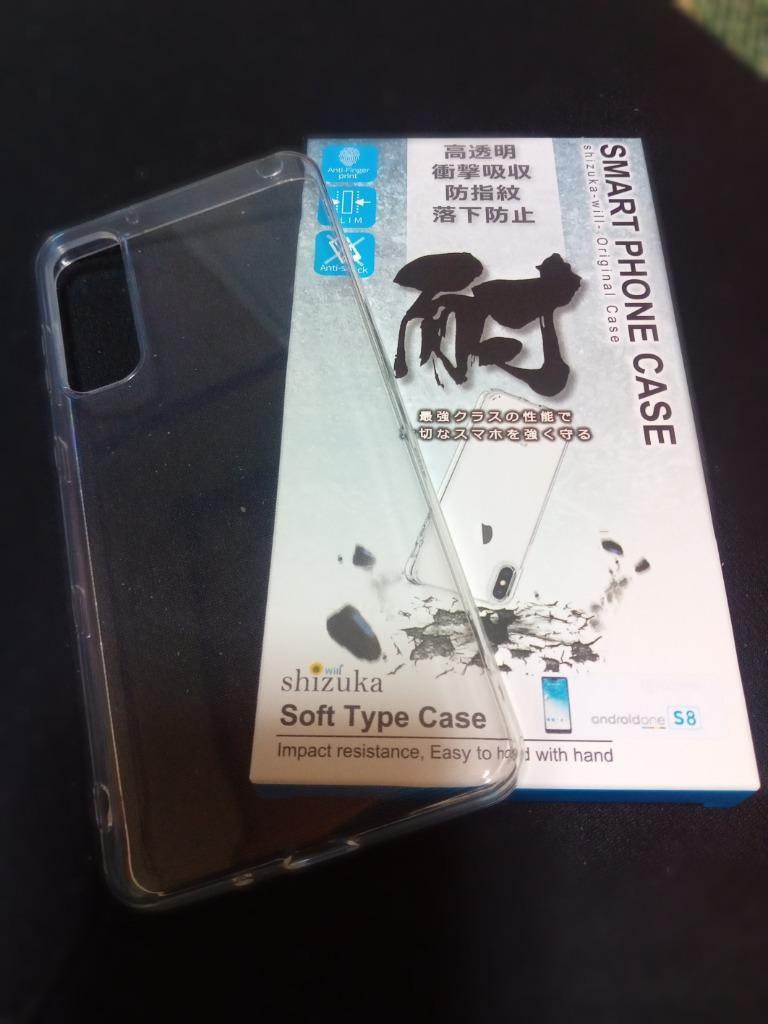 Anti-Finger
print
SLIM
Anti-shock
高透明
衝撃吸収
防指紋
落下防止
SMART PHONE CASE
shizuka-will- Original Case
耐
最強クラスの性能で
切なスマホを強く守る
will
shizuka
Soft Type Case
Impact resistance, Easy to hold with hand
androidone S8